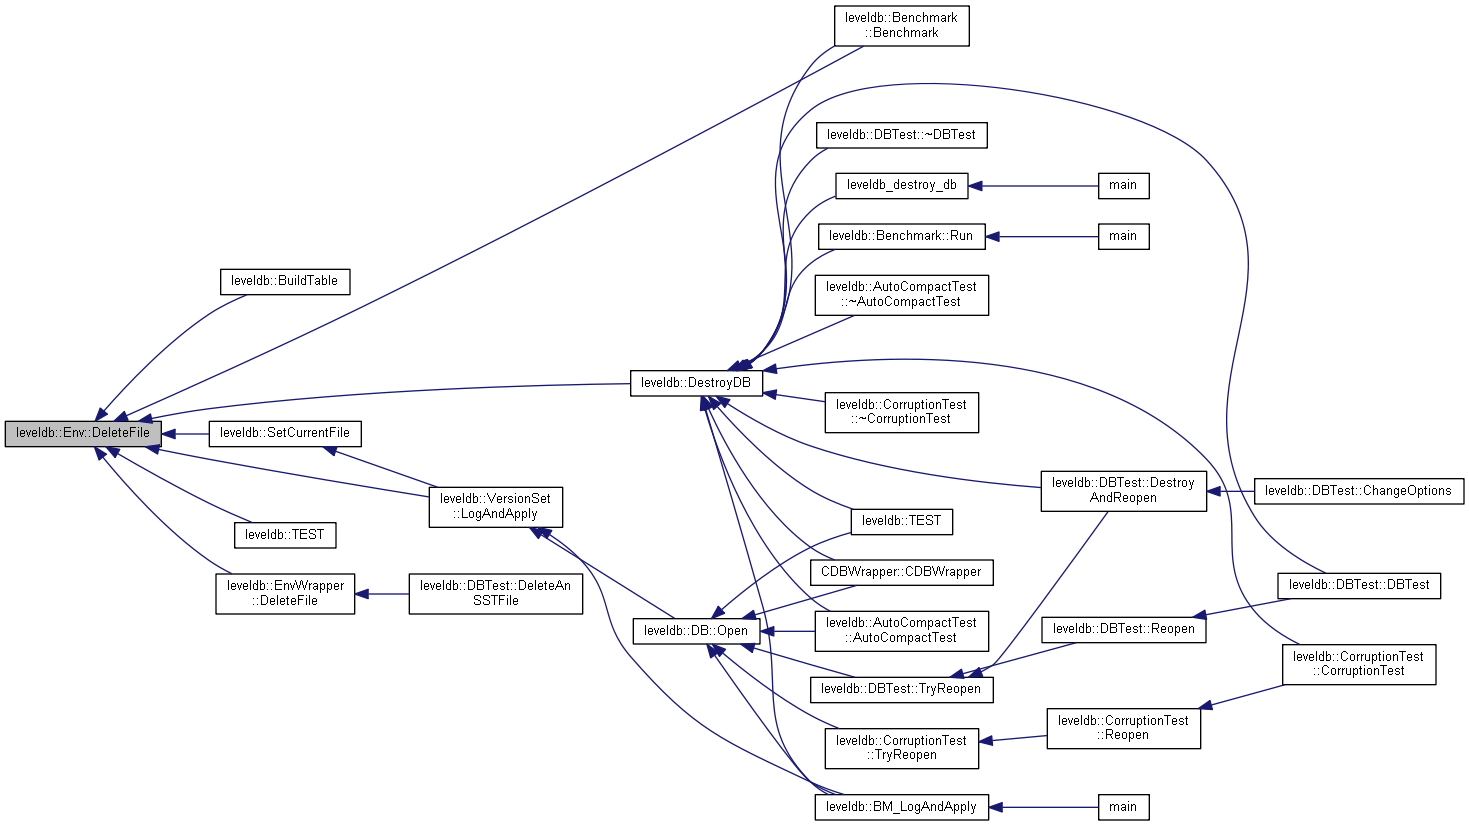 leveldb::Benchmark
::Benchmark
leveldb::DBTest::~DBTest
leveldb_destroy_db
main
leveldb::Benchmark::Run
main
leveldb::BuildTable
leveldb::AutoCompactTest
::~AutoCompactTest
leveldb::DestroyDB
leveldb::CorruptionTest
::~CorruptionTest
leveldb::Env::DeleteFile
leveldb::SetCurrentFile
leveldb::DBTest::Destroy
AndReopen
leveldb::DBTest::ChangeOptions
leveldb::VersionSet
::LogAndApply
leveldb::TEST
leveldb::TEST
CDBWrapper::CDBWrapper
leveldb::EnvWrapper
::DeleteFile
leveldb::DBTest::DeleteAn
SSTFile
leveldb::DBTest::DBTest
leveldb::DB::Open
leveldb::AutoCompactTest
::AutoCompactTest
leveldb::DBTest::Reopen
leveldb::CorruptionTest
::CorruptionTest
leveldb::DBTest::TryReopen
leveldb::CorruptionTest
::Reopen
leveldb::CorruptionTest
::TryReopen
leveldb::BM_LogAndApply
main